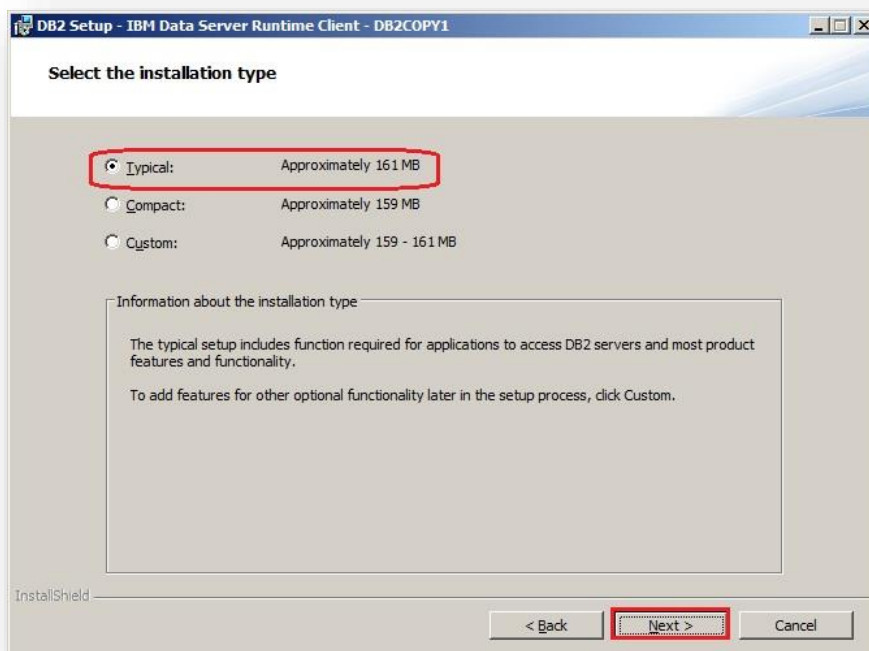 DB2 Setup - IBM Data Server Runtime Client - DB2COPY1
Select the installation type
Typical: Approximately 161 MB
Compact: Approximately 159 MB
Custom: Approximately 159 - 161 MB
Information about the installation type
The typical setup includes function required for applications to access DB2 servers and most product
features and functionality.
To add features for other optional functionality later in the setup process, click Custom.
InstallShield
< Back Next > Cancel